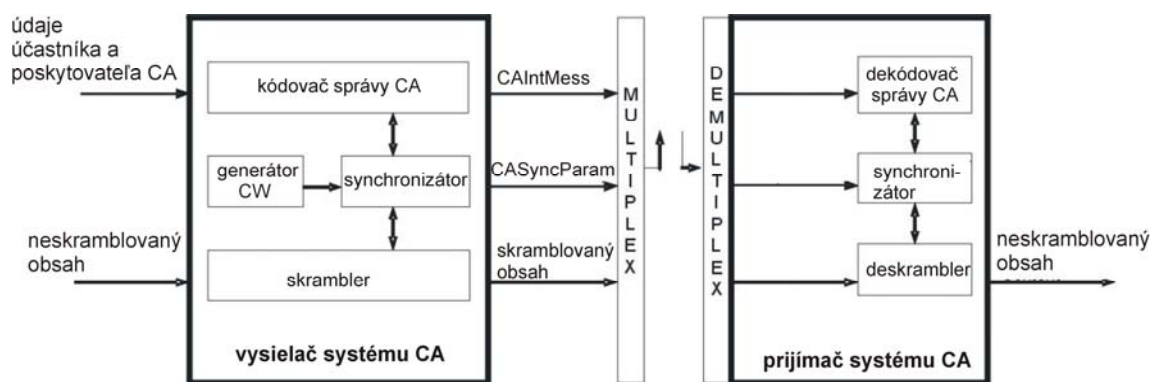 údaje
účastníka a
poskytovateľa CA
kódovač správy CA
CAIntMess
generátor
CW
synchronizátor
CASyncParam
neskramblovaný
obsah
skrambler
skramblovaný
obsah
vysielač systému CA
MULTIPLEX
DEMULTIPLEX
dekódovač
správy CA
synchroni-
zátor
deskrambler
neskramblovaný
obsah
prijímač systému CA